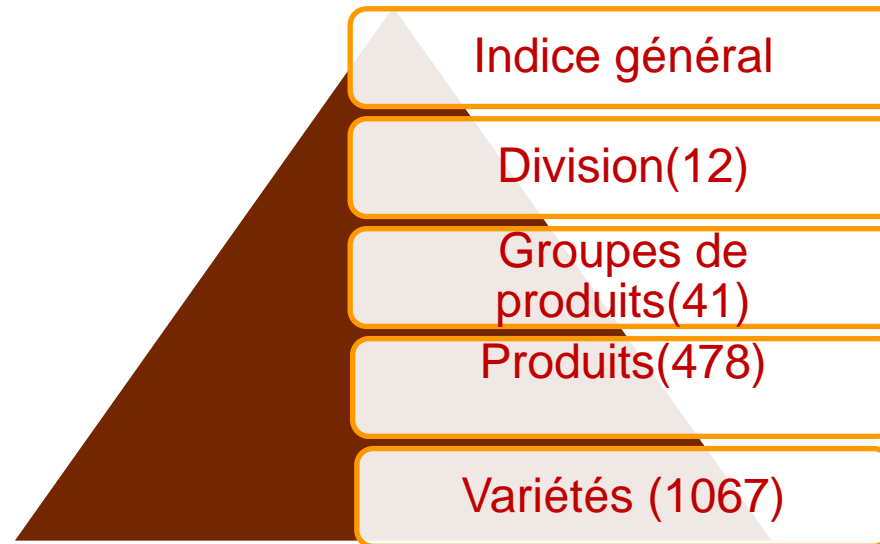 Indice général
Division(12)
Groupes de
produits(41)
Produits(478)
Variétés (1067)